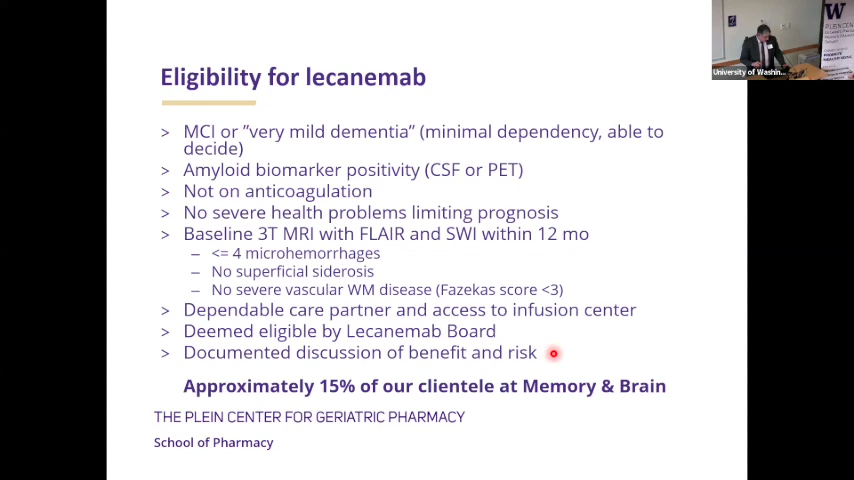 Eligibility for lecanemab
> MCI or ”very mild dementia” (minimal dependency, able to
decide)
> Amyloid biomarker positivity (CSF or PET)
> Not on anticoagulation
> No severe health problems limiting prognosis
> Baseline 3T MRI with FLAIR and SWI within 12 mo
– <= 4 microhemorrhages
– No superficial siderosis
– No severe vascular WM disease (Fazekas score <3)
> Dependable care partner and access to infusion center
> Deemed eligible by Lecanemab Board
> Documented discussion of benefit and risk
Approximately 15% of our clientele at Memory & Brain
THE PLEIN CENTER FOR GERIATRIC PHARMACY
School of Pharmacy
W
PLEIN CEN
University of Washin...